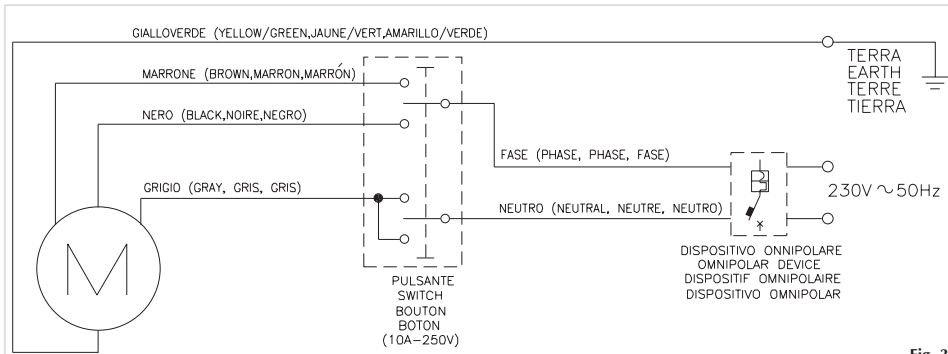 GIALLOVERDE (YELLOW/GREEN,JAUNE/VERT,AMARILLO/VERDE)
TERRA
EARTH
TERRE
TIERRA
MARRONE (BROWN,MARRON,MARRÓN)
NERO (BLACK,NOIRE,NEGRO)
FASE (PHASE, PHASE, FASE)
GRIGIO (GRAY, GRIS, GRIS)
230V ~ 50Hz
NEUTRO (NEUTRAL, NEUTRE, NEUTRO)
M
DISPOSITIVO ONNIPOLARE
OMNIPOLAR DEVICE
DISPOSITIF OMNIPOLAIRE
DISPOSITIVO OMNIPOLAR
PULSANTE
SWITCH
BOUTON
BOTON
(10A-250V)
Fig. 2